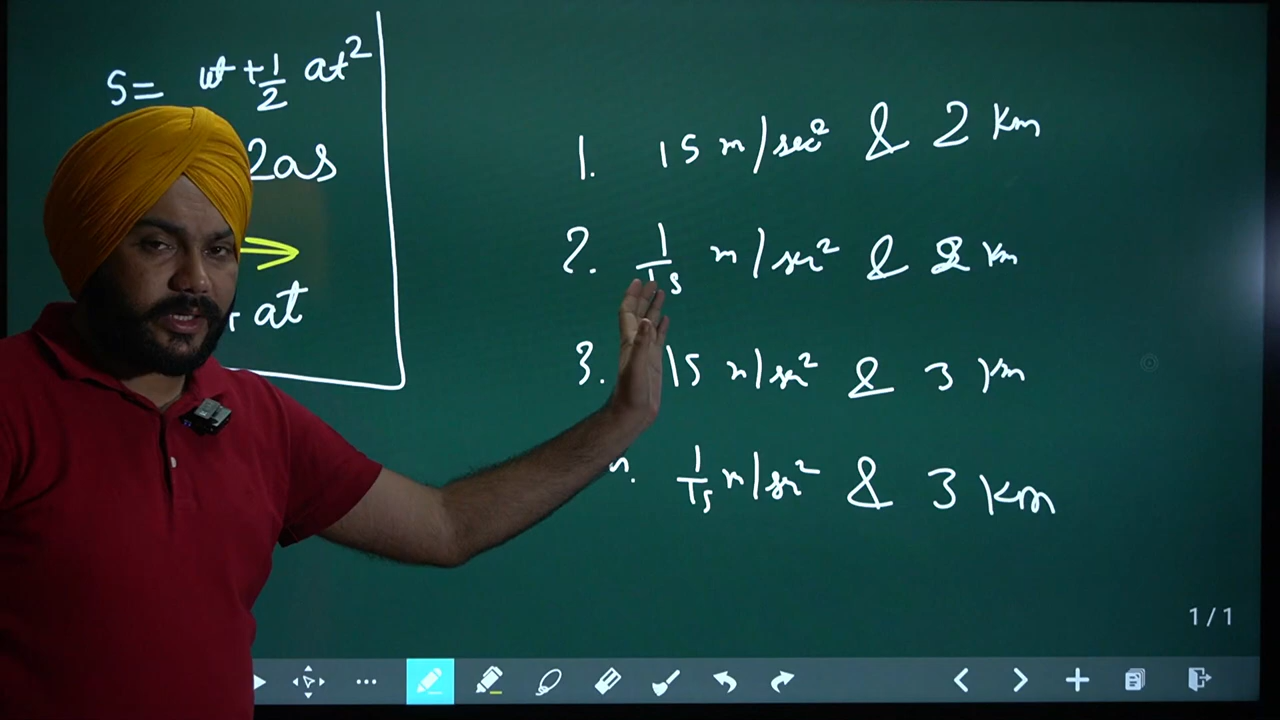 S= ut + 1/2 at²
2as
at
1. 15 m/sec² & 2 Km
2. 1/15 m/sec² & 2 Km
3. 15 m/sec² & 3 Km
1/15 m/sec² & 3 Km
1/1